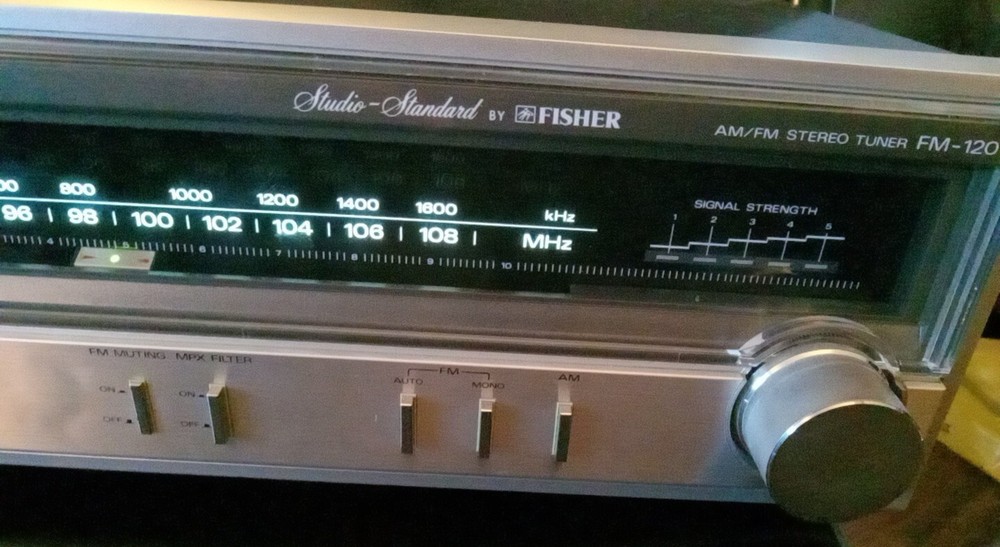 Studio-Standard BY FISHER
AM/FM STEREO TUNER FM-120
00 800 1000 1200 1400 1600 kHz
96 98 100 102 104 106 108 MHz
4 5 6 7 8 9 10
SIGNAL STRENGTH
1 2 3 4 5
FM MUTING
ON
OFF
MPX FILTER
ON
OFF
FM
AUTO MONO
AM